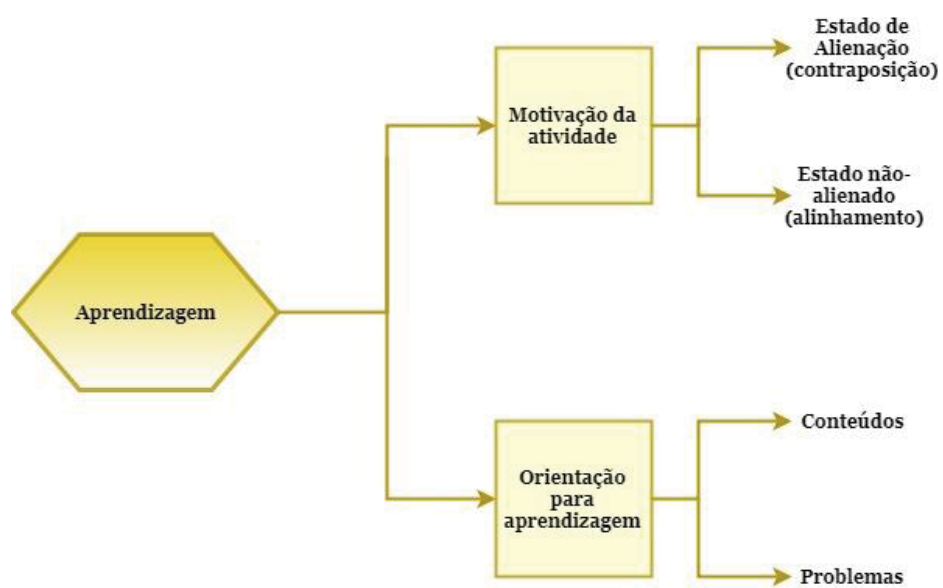 Aprendizagem
Motivação da
atividade
Estado de
Alienação
(contraposição)
Estado não-
alienado
(alinhamento)
Orientação
para
aprendizagem
Conteúdos
Problemas